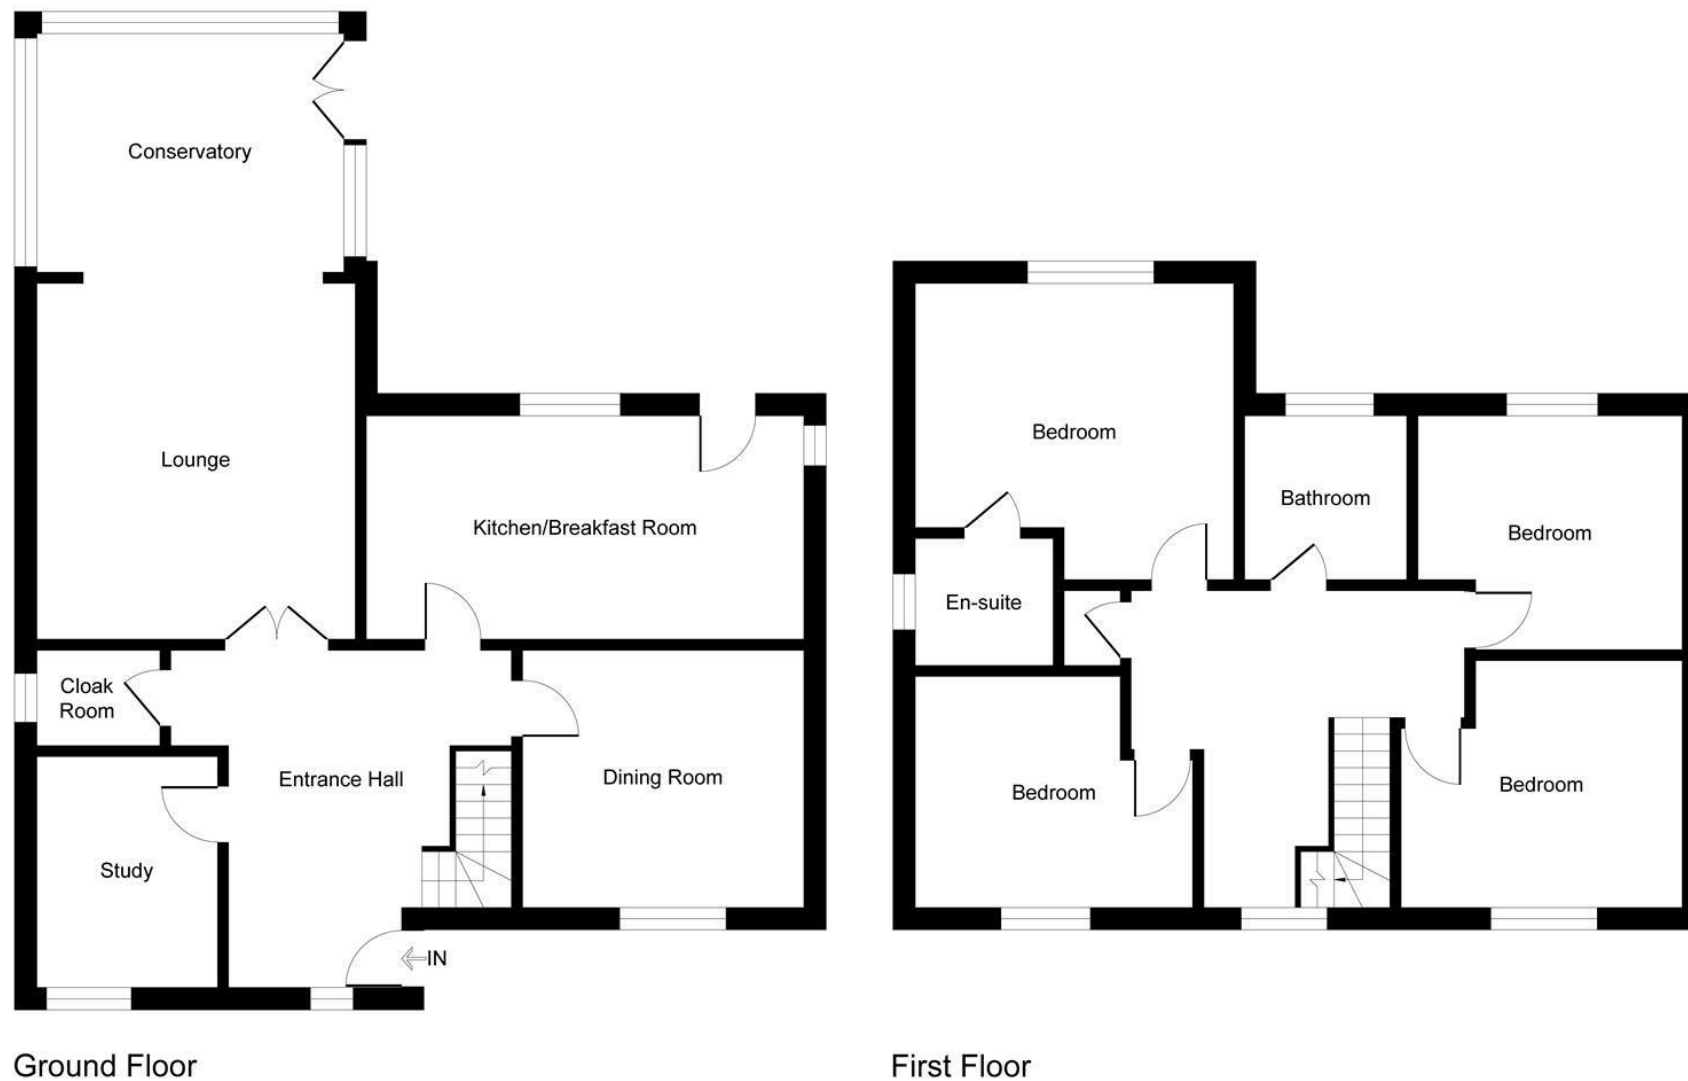 Conservatory
Lounge
Kitchen/Breakfast Room
Cloak
Room
Entrance Hall
Dining Room
Study
IN
Ground Floor
Bedroom
Bathroom
Bedroom
En-suite
Bedroom
Bedroom
First Floor